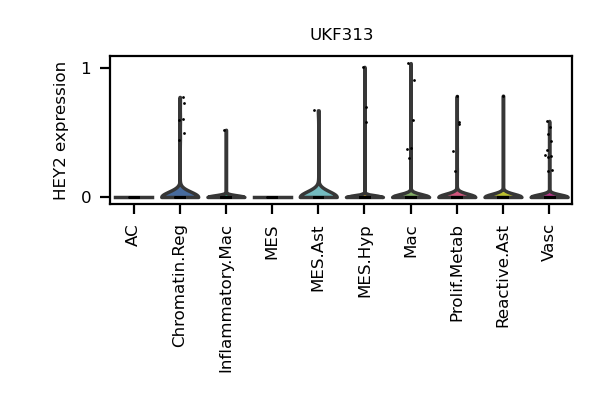 UKF313
HEY2 expression
1
0
AC
Chromatin.Reg
Inflammatory.Mac
MES
MES.Ast
MES.Hyp
Mac
Prolif.Metab
Reactive.Ast
Vasc